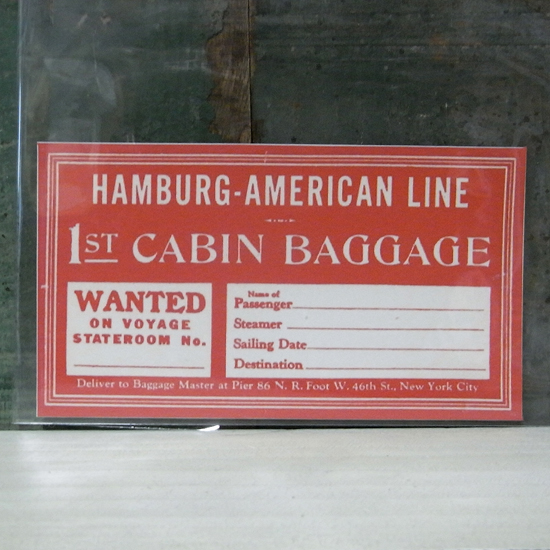 HAMBURG-AMERICAN LINE
1ST CABIN BAGGAGE
WANTED
ON VOYAGE
STATEROOM No.
Name of
Passenger
Steamer
Sailing Date
Destination
Deliver to Baggage Master at Pier 86 N. R. Foot W. 46th St., New York City